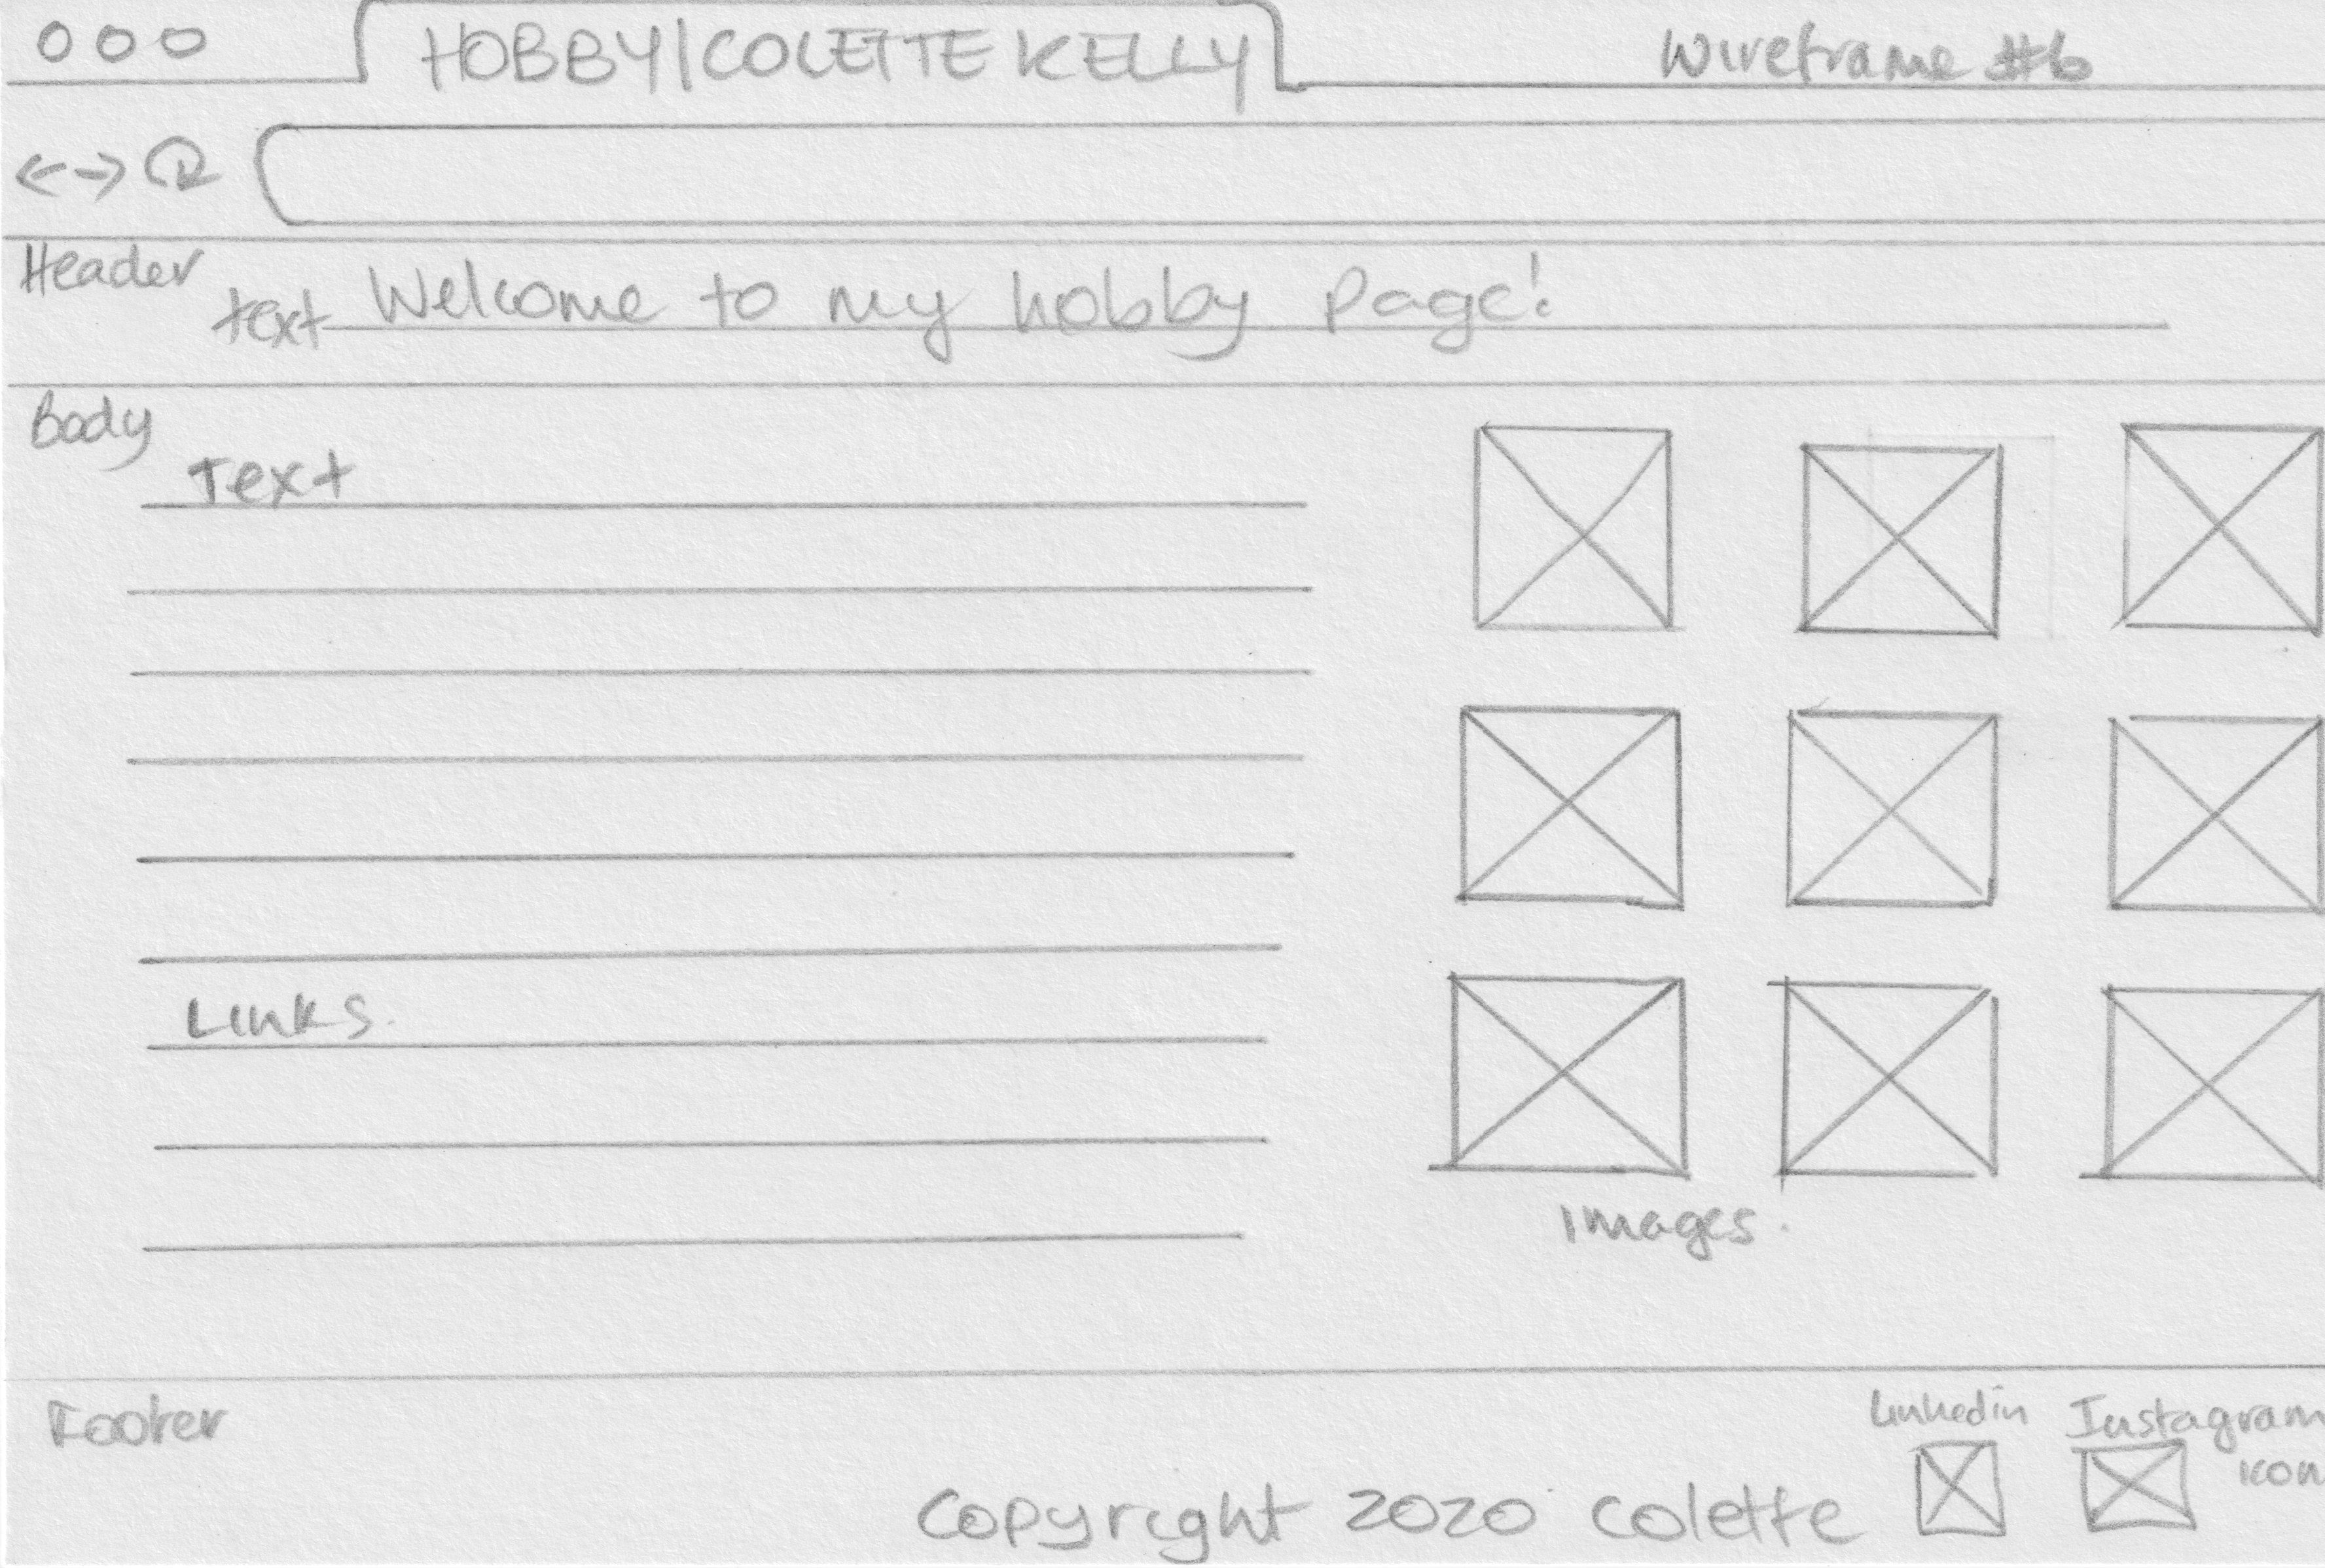 HOBBY|COLETTE KELLY
Wireframe #6
Header
text Welcome to my hobby page!
Body
Text
Links.
Images.
Footer
Linkedin
Instagram
icon
Copyright 2020 Colette